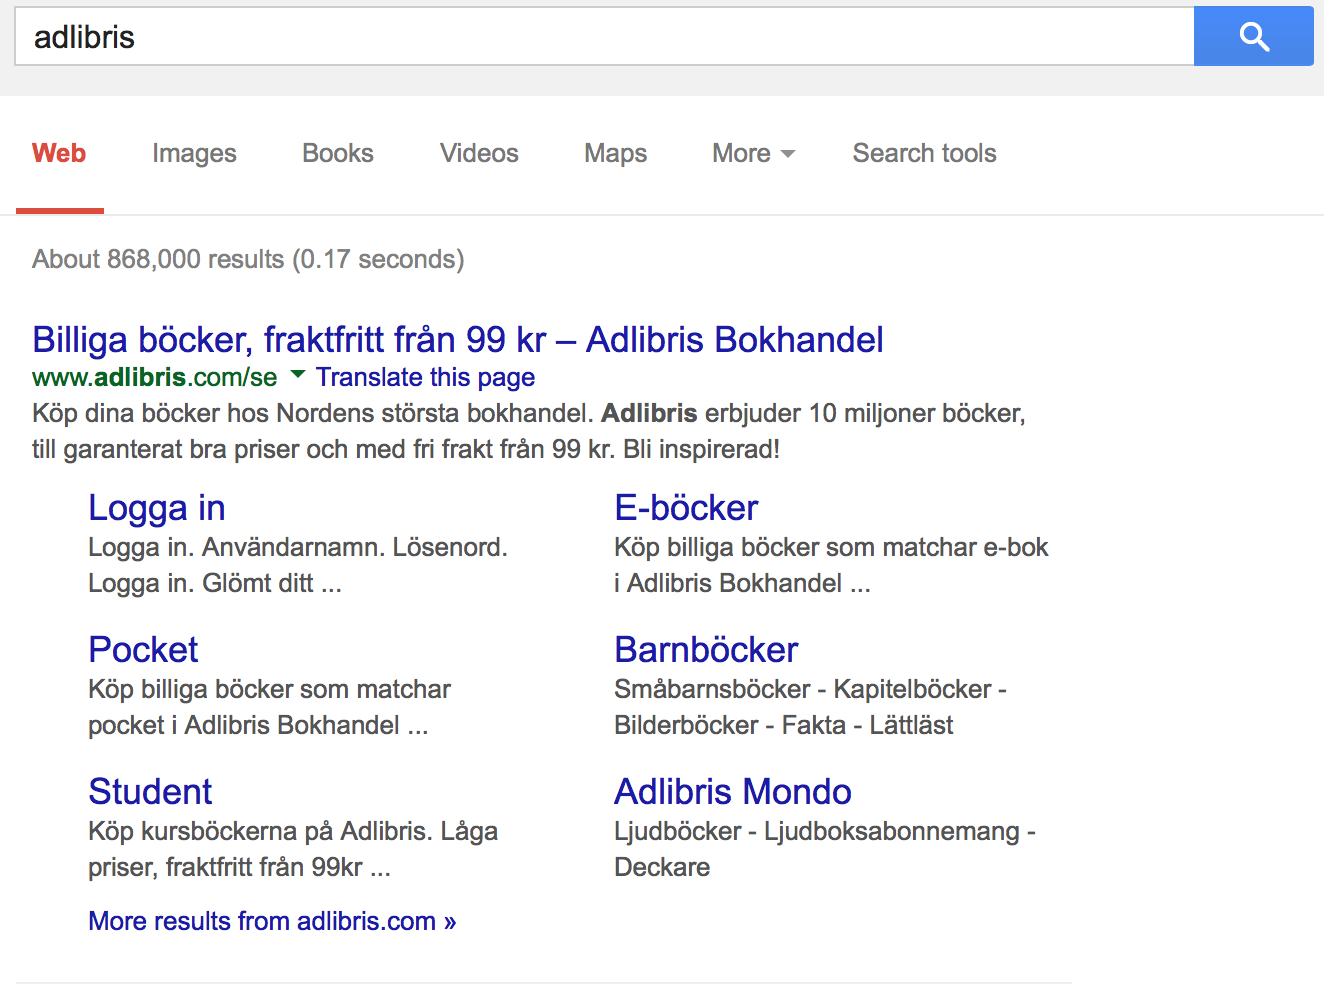 adlibris
Web Images Books Videos Maps More Search tools
About 868,000 results (0.17 seconds)
Billiga böcker, fraktfritt från 99 kr – Adlibris Bokhandel
www.adlibris.com/se Translate this page
Köp dina böcker hos Nordens största bokhandel. Adlibris erbjuder 10 miljoner böcker,
till garanterat bra priser och med fri frakt från 99 kr. Bli inspirerad!
Logga in
Logga in. Användarnamn. Lösenord.
Logga in. Glömt ditt ...
E-böcker
Köp billiga böcker som matchar e-bok
i Adlibris Bokhandel ...
Pocket
Köp billiga böcker som matchar
pocket i Adlibris Bokhandel ...
Barnböcker
Småbarnsböcker - Kapitelböcker -
Bilderböcker - Fakta - Lättläst
Student
Köp kursböckerna på Adlibris. Låga
priser, fraktfritt från 99kr ...
Adlibris Mondo
Ljudböcker - Ljudboksabonnemang -
Deckare
More results from adlibris.com »